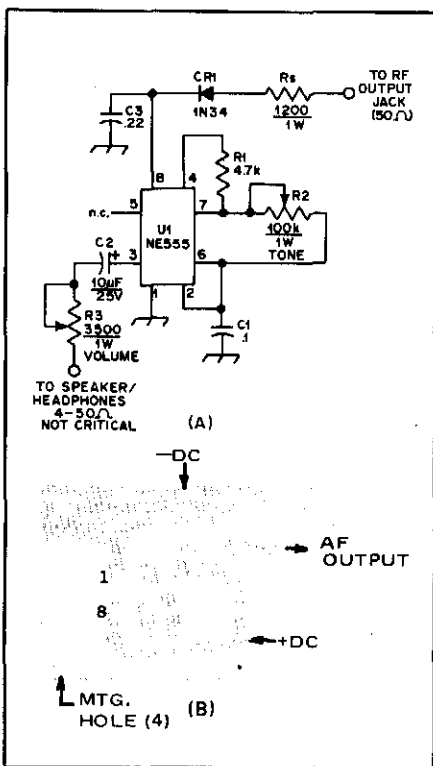 CR1
1N34
Rs
1200
1W
TO RF
OUTPUT
JACK
(50Ω)
C3
.22
8
4
R1
4.7k
5
n.c.
7
R2
100k
1W
TONE
U1
NE555
C2
+
3
6
10µF
25V
1
2
C1
.1
R3
3500
1W
VOLUME
TO SPEAKER/
HEADPHONES
4-50Ω
NOT CRITICAL
(A)
—DC
AF
OUTPUT
1
8
+DC
MTG.
HOLE (4)
(B)